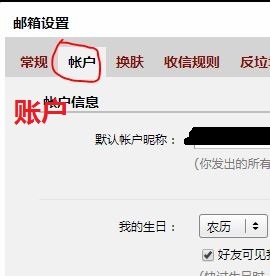 邮箱设置
常规 帐户 换肤 收信规则 反垃
帐户信息
账户
默认帐户昵称：
(你发出的所有
我的生日： 农历
好友可见我